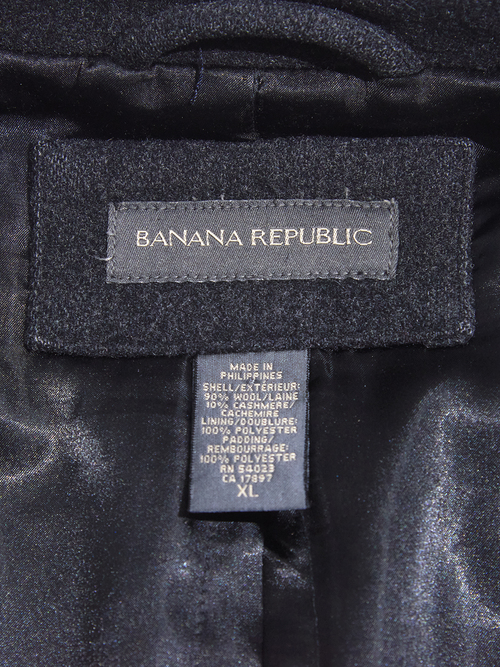 BANANA REPUBLIC
MADE IN
PHILIPPINES
SHELL/EXTERIEUR:
90% WOOL/LAINE
10% CASHMERE/
CACHEMIRE
LINING/DOUBLURE:
100% POLYESTER
PADDING/
REMBOURRAGE:
100% POLYESTER
RN 54023
CA 17897
XL